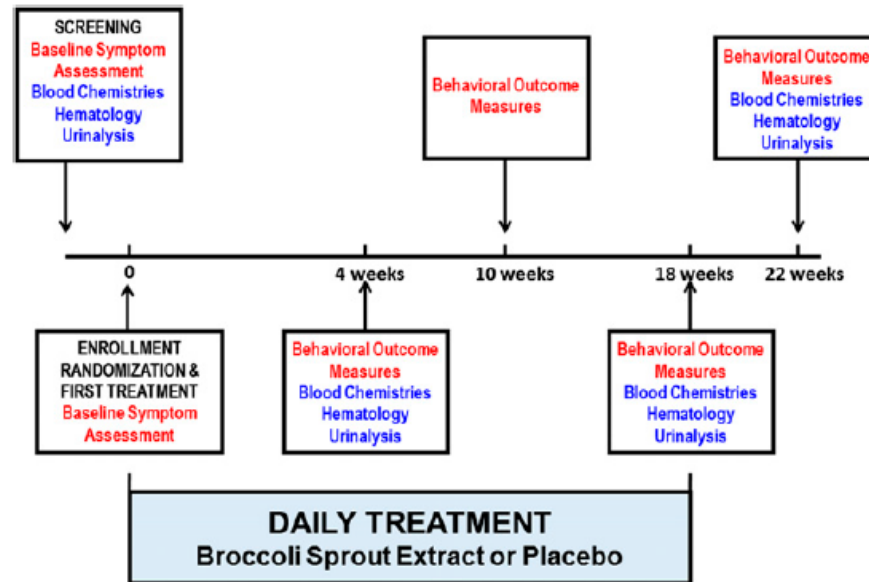 SCREENING
Baseline Symptom
Assessment
Blood Chemistries
Hematology
Urinalysis
Behavioral Outcome
Measures
Behavioral Outcome
Measures
Blood Chemistries
Hematology
Urinalysis
0
4 weeks
10 weeks
18 weeks
22 weeks
ENROLLMENT
RANDOMIZATION &
FIRST TREATMENT
Baseline Symptom
Assessment
Behavioral Outcome
Measures
Blood Chemistries
Hematology
Urinalysis
Behavioral Outcome
Measures
Blood Chemistries
Hematology
Urinalysis
DAILY TREATMENT
Broccoli Sprout Extract or Placebo